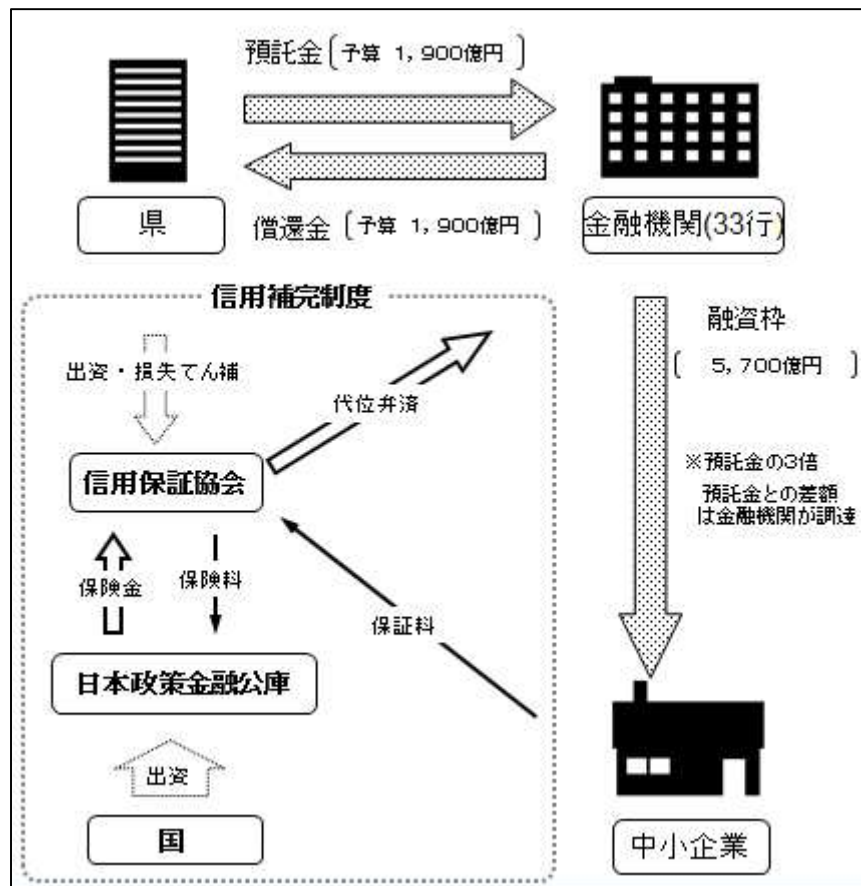 預託金〔予算 1,900億円〕
県
償還金〔予算 1,900億円〕
金融機関(33行)
信用補完制度
出資・損失てん補
代位弁済
融資枠
〔 5,700億円 〕
※預託金の3倍
預託金との差額
は金融機関が調達
信用保証協会
保険金
保険料
保証料
日本政策金融公庫
出資
国
中小企業